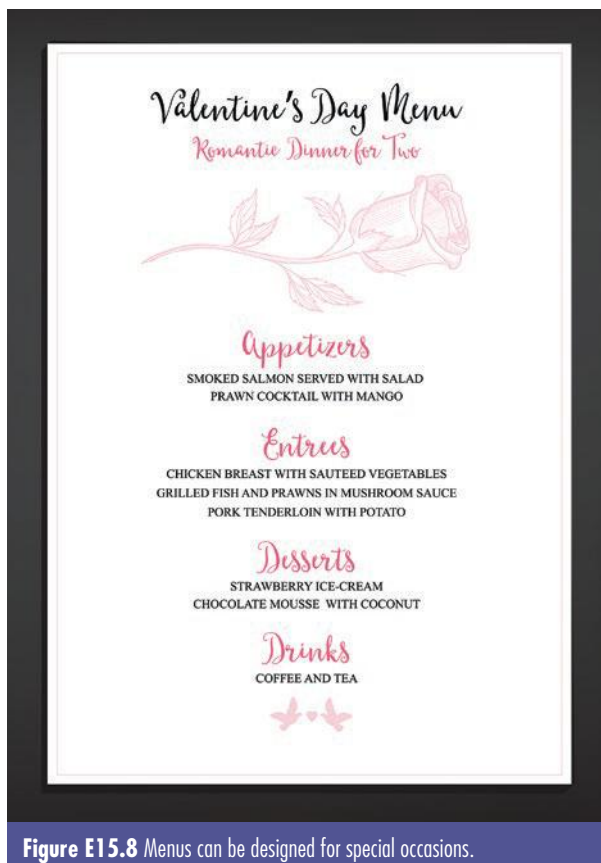 Valentine's Day Menu
Romantic Dinner for Two
Appetizers
SMOKED SALMON SERVED WITH SALAD
PRAWN COCKTAIL WITH MANGO
Entrees
CHICKEN BREAST WITH SAUTEED VEGETABLES
GRILLED FISH AND PRAWNS IN MUSHROOM SAUCE
PORK TENDERLOIN WITH POTATO
Desserts
STRAWBERRY ICE-CREAM
CHOCOLATE MOUSSE WITH COCONUT
Drinks
COFFEE AND TEA
Figure E15.8 Menus can be designed for special occasions.